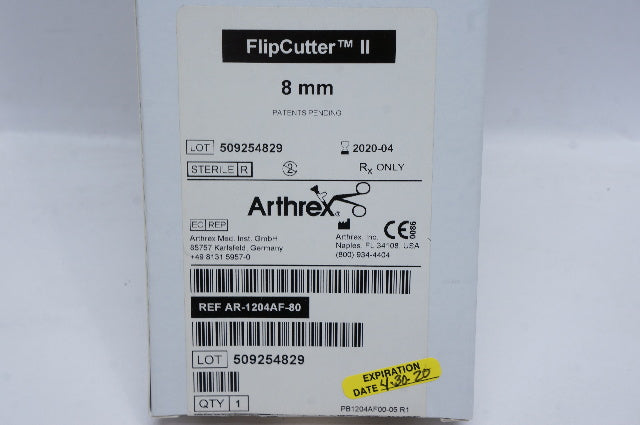 FlipCutter™ II
8 mm
PATENTS PENDING
LOT 509254829 2020-04
STERILE R 2 Rx ONLY
Arthrex®
EC REP
Arthrex Med. Inst. GmbH
85757 Karlsfeld, Germany
+49 8131 5957-0
Arthrex, Inc.
Naples, FL 34108, USA
(800) 934-4404
CE 0086
REF AR-1204AF-80
LOT 509254829
QTY 1
EXPIRATION
DATE 4-30-20
PB1204AF00-05 R1